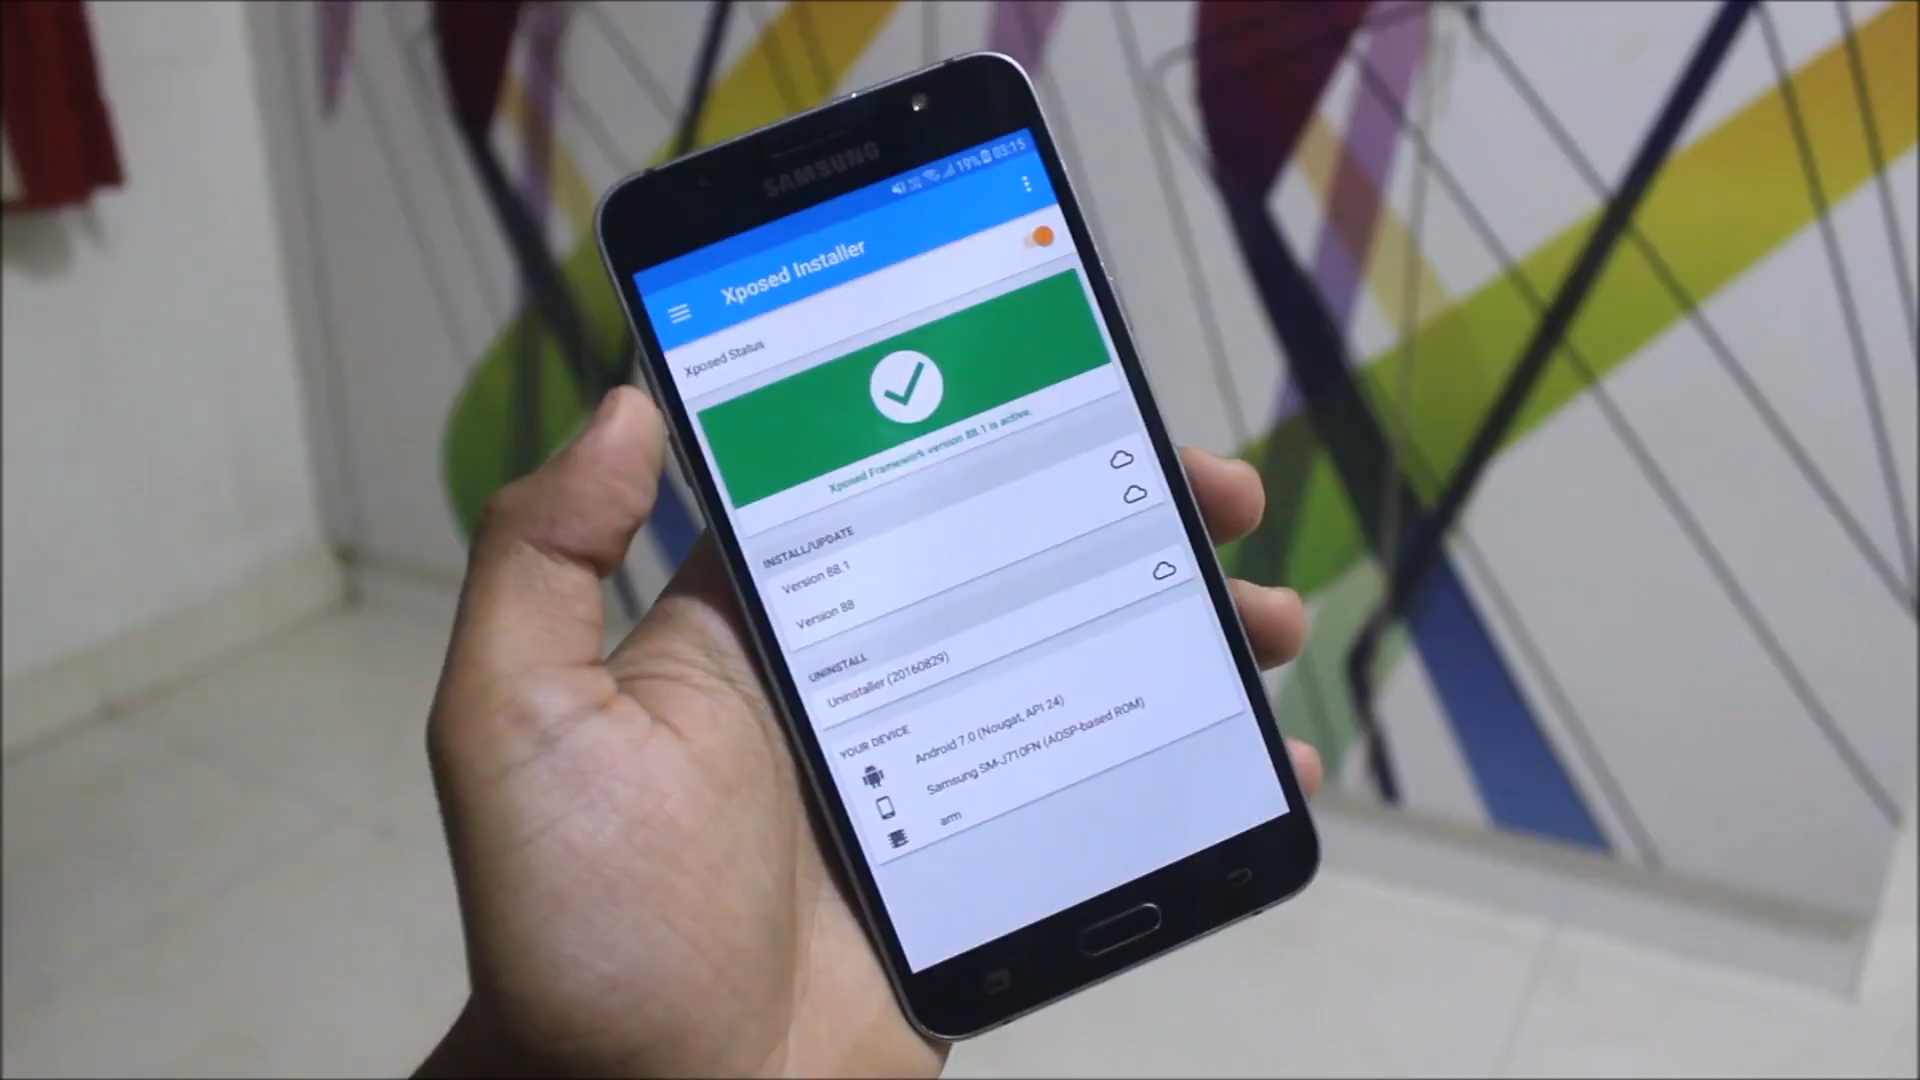 SAMSUNG
19% 03:15
Xposed Installer
Xposed Status
Xposed Framework version 88.1 is active.
INSTALL/UPDATE
Version 88.1
Version 88
UNINSTALL
Uninstaller (20160829)
YOUR DEVICE
Android 7.0 (Nougat, API 24)
Samsung SM-J710FN (AOSP-based ROM)
arm